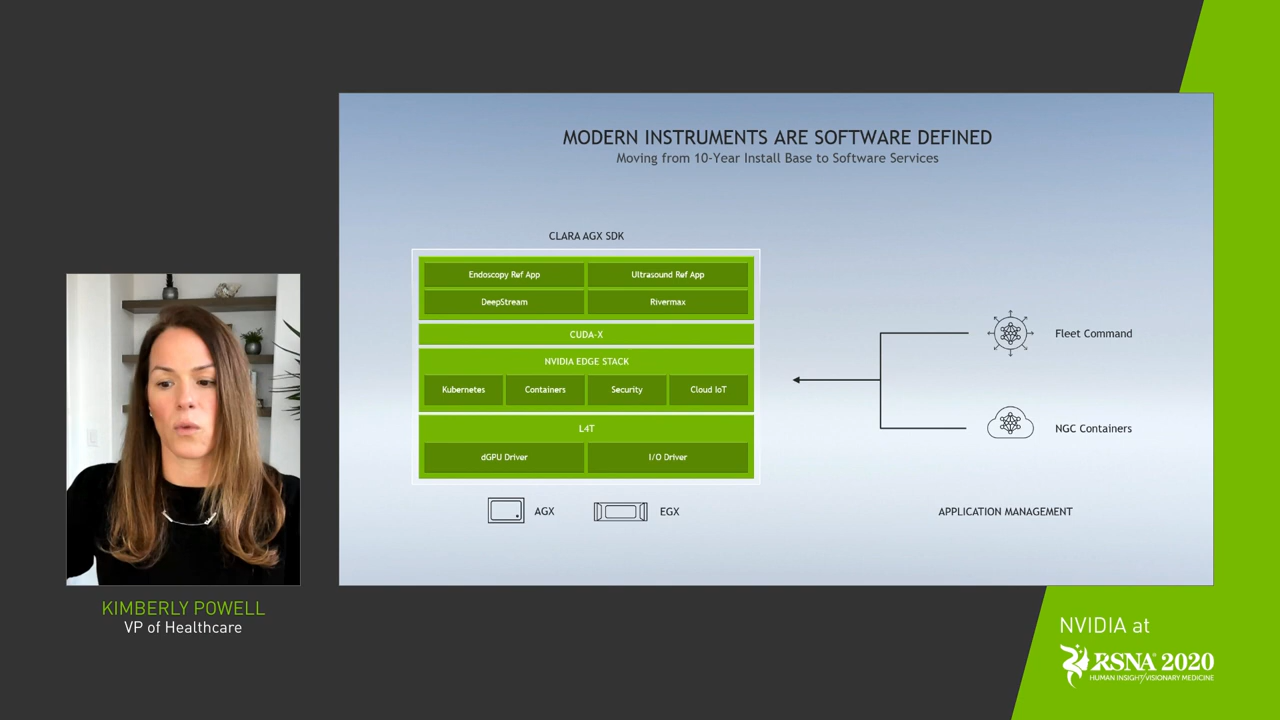 MODERN INSTRUMENTS ARE SOFTWARE DEFINED
Moving from 10-Year Install Base to Software Services
CLARA AGX SDK
Endoscopy Ref App
Ultrasound Ref App
DeepStream
Rivermax
CUDA-X
NVIDIA EDGE STACK
Kubernetes
Containers
Security
Cloud IoT
L4T
dGPU Driver
I/O Driver
AGX
EGX
Fleet Command
NGC Containers
APPLICATION MANAGEMENT
KIMBERLY POWELL
VP of Healthcare
NVIDIA at
RSNA® 2020
HUMAN INSIGHT/VISIONARY MEDICINE